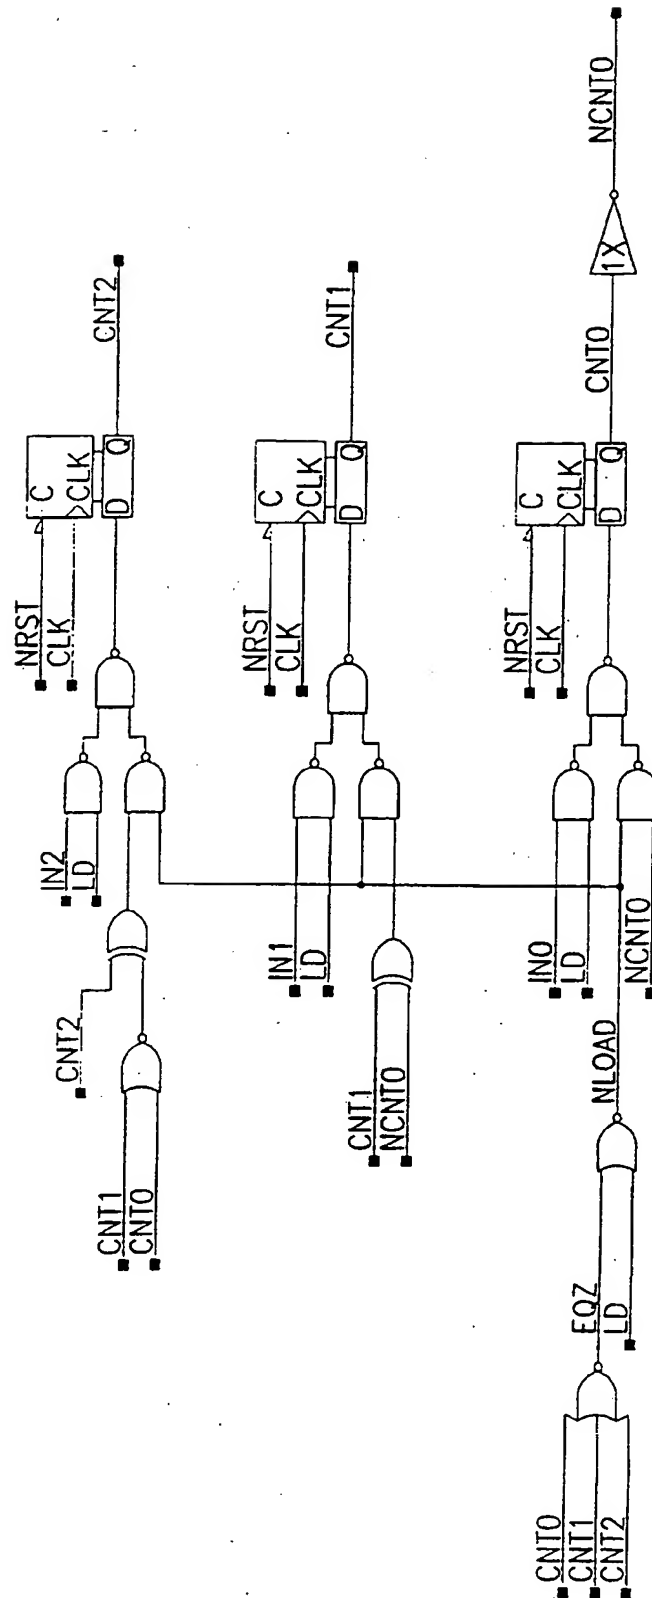 CNT1
CNT0
CNT2
IN2
LD
NRST
CLK
C
CLK
D Q
CNT2
CNT1
NCNT0
IN1
LD
NRST
CLK
C
CLK
D Q
CNT1
CNT0
CNT1
CNT2
EQZ
LD
NLOAD
IN0
LD
NCNT0
NRST
CLK
C
CLK
D Q
CNT0
1X
NCNT0